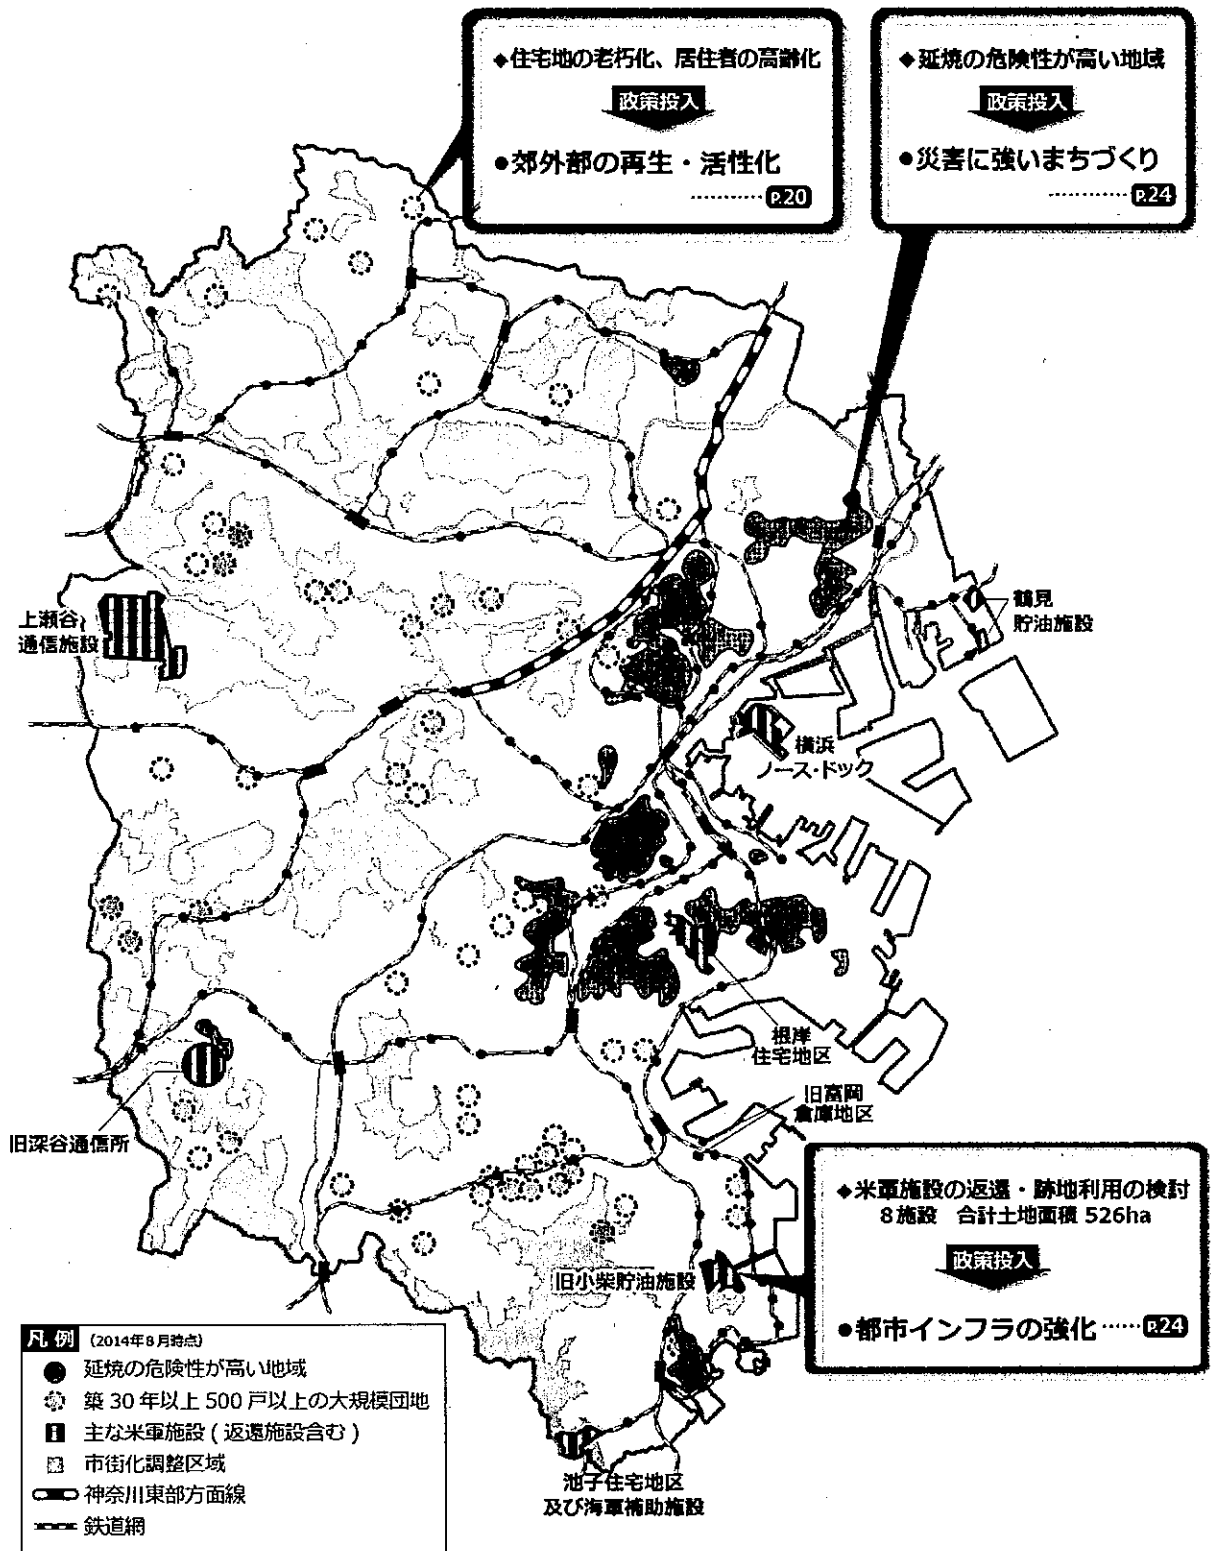 ◆住宅地の老朽化、居住者の高齢化
政策投入
●郊外部の再生・活性化
………… P.20
◆延焼の危険性が高い地域
政策投入
●災害に強いまちづくり
………… P.24
上瀬谷
通信施設
鶴見
貯油施設
横浜
ノース・ドック
根岸
住宅地区
旧富岡
倉庫地区
旧深谷通信所
◆米軍施設の返還・跡地利用の検討
8施設 合計土地面積 526ha
政策投入
●都市インフラの強化 …… P.24
旧小柴貯油施設
池子住宅地区
及び海軍補助施設
凡例 (2014年8月時点)
延焼の危険性が高い地域
築30年以上500戸以上の大規模団地
主な米軍施設(返還施設含む)
市街化調整区域
神奈川東部方面線
鉄道網